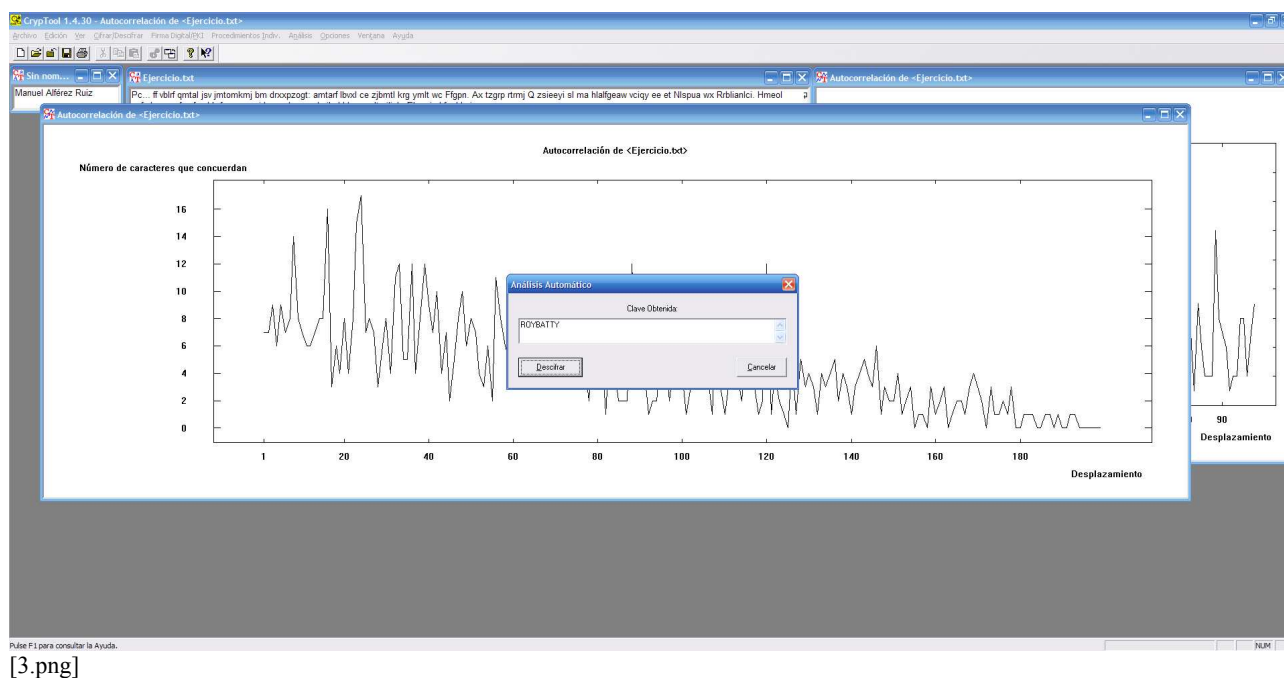 CrypTool 1.4.30 - Autocorrelación de <Ejercicio.txt>
Archivo Edición Ver Cifrar/Descifrar Firma Digital/PKI Procedimientos Indiv. Análisis Opciones Ventana Ayuda
Sin nom...
Ejercicio.txt
Autocorrelación de <Ejercicio.txt>
Manuel Alférez Ruiz
Pc... ff vblrf qmtal jsv jmtomkmj bm drxxpzogt: amtarf lbvxl ce zjbmtl krg ymlt wc Ffgpn. Ax tzgrp rtmj Q zsieeyi sl ma hlalfgeaw vciqy ee et Nlspua wx Rrblianlci. Hmeol
Autocorrelación de <Ejercicio.txt>
Autocorrelación de <Ejercicio.txt>
Número de caracteres que concuerdan
16
14
12
10
8
6
4
2
0
1 20 40 60 80 100 120 140 160 180
Desplazamiento
Análisis Automático
Clave Obtenida:
ROYBATTY
Descifrar Cancelar
90
Desplazamiento
Pulse F1 para consultar la Ayuda.
NUM
[3.png]